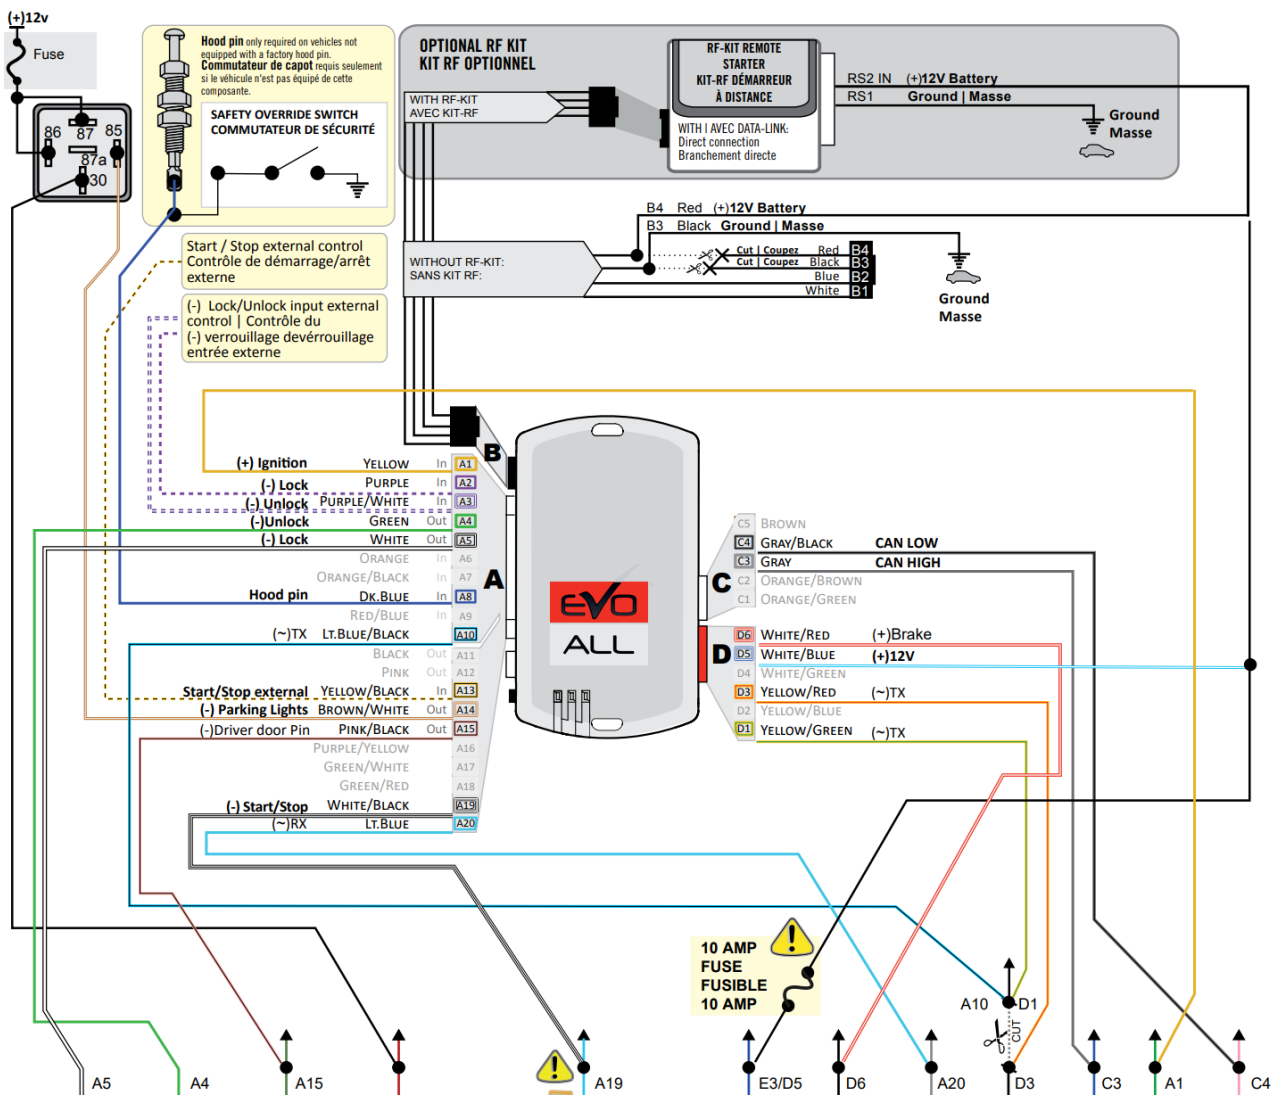 (+)12v
Fuse
86
87
85
87a
30
Hood pin only required on vehicles not
equipped with a factory hood pin.
Commutateur de capot requis seulement
si le véhicule n'est pas équipé de cette
composante.
SAFETY OVERRIDE SWITCH
COMMUTATEUR DE SÉCURITÉ
OPTIONAL RF KIT
KIT RF OPTIONNEL
WITH RF-KIT
AVEC KIT-RF
RF-KIT REMOTE
STARTER
KIT-RF DÉMARREUR
À DISTANCE
WITH I AVEC DATA-LINK:
Direct connection
Branchement directe
RS2 IN (+)12V Battery
RS1 Ground | Masse
Ground
Masse
B4 Red (+)12V Battery
B3 Black Ground | Masse
WITHOUT RF-KIT:
SANS KIT RF:
Cut | Coupez Red B4
Cut | Coupez Black B3
Blue B2
White B1
Ground
Masse
Start / Stop external control
Contrôle de démarrage/arrêt
externe
(-) Lock/Unlock input external
control | Contrôle du
(-) verrouillage devérrouillage
entrée externe
B
(+) Ignition YELLOW In A1
(-) Lock PURPLE In A2
(-) Unlock PURPLE/WHITE In A3
(-)Unlock GREEN Out A4
(-) Lock WHITE Out A5
ORANGE In A6
ORANGE/BLACK In A7
Hood pin DK.BLUE In A8
RED/BLUE In A9
(~)TX LT.BLUE/BLACK A10
BLACK Out A11
PINK Out A12
Start/Stop external YELLOW/BLACK In A13
(-) Parking Lights BROWN/WHITE Out A14
(-)Driver door Pin PINK/BLACK Out A15
PURPLE/YELLOW A16
GREEN/WHITE A17
GREEN/RED A18
(-) Start/Stop WHITE/BLACK A19
(~)RX LT.BLUE A20
A
EVO
ALL
C
C5 BROWN
C4 GRAY/BLACK CAN LOW
C3 GRAY CAN HIGH
C2 ORANGE/BROWN
C1 ORANGE/GREEN
D
D6 WHITE/RED (+)Brake
D5 WHITE/BLUE (+)12V
D4 WHITE/GREEN
D3 YELLOW/RED (~)TX
D2 YELLOW/BLUE
D1 YELLOW/GREEN (~)TX
10 AMP
FUSE
FUSIBLE
10 AMP
A10
D1
CUT
A5
A4
A15
A19
E3/D5
D6
A20
D3
C3
A1
C4